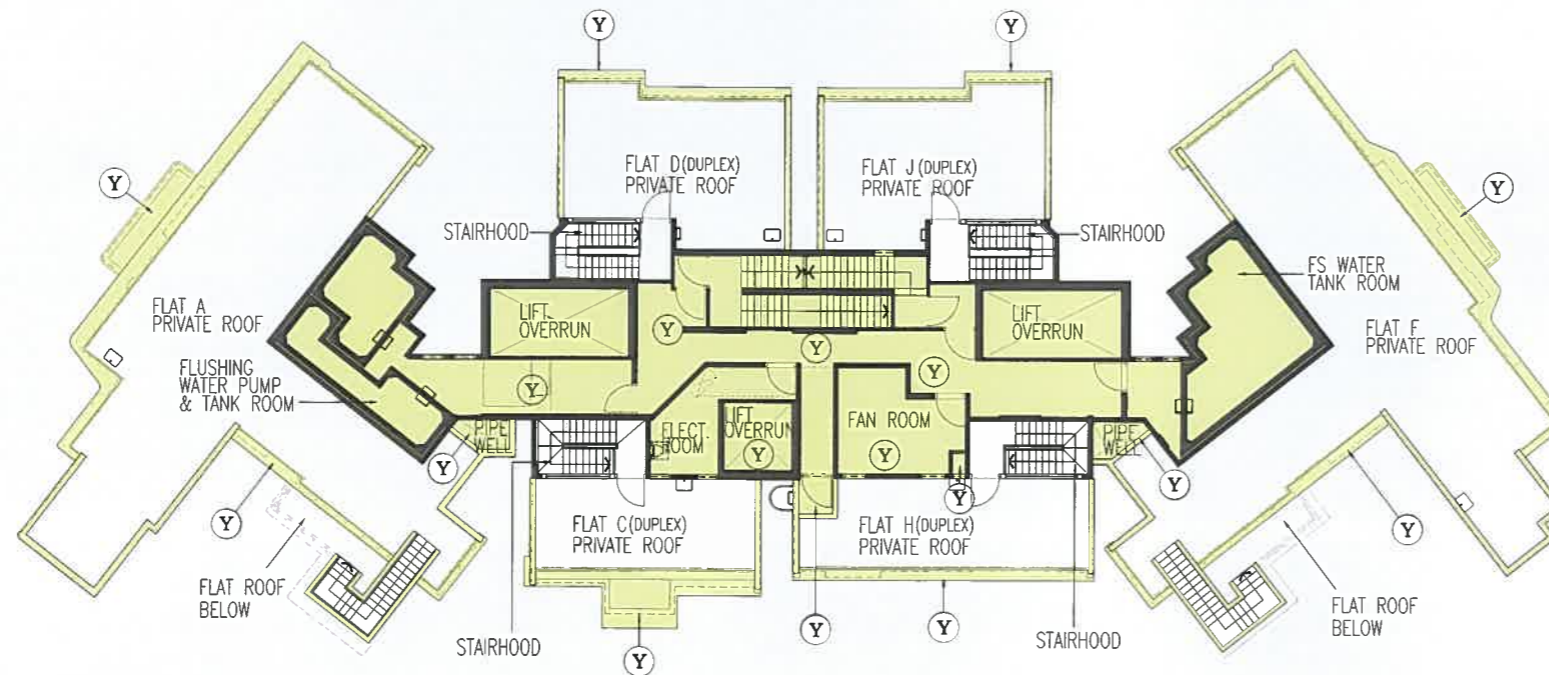 Y
Y
FLAT D (DUPLEX)
PRIVATE ROOF
FLAT J (DUPLEX)
PRIVATE ROOF
Y
Y
STAIRHOOD
STAIRHOOD
FS WATER
TANK ROOM
FLAT A
PRIVATE ROOF
LIFT
OVERRUN
LIFT
OVERRUN
FLAT F
PRIVATE ROOF
Y
Y
Y
Y
FLUSHING
WATER PUMP
& TANK ROOM
PIPE
WELL
ELECT.
ROOM
LIFT
OVERRUN
FAN ROOM
PIPE
WELL
Y
Y
Y
Y
Y
Y
Y
FLAT C (DUPLEX)
PRIVATE ROOF
FLAT H (DUPLEX)
PRIVATE ROOF
FLAT ROOF
BELOW
FLAT ROOF
BELOW
STAIRHOOD
Y
Y
Y
STAIRHOOD